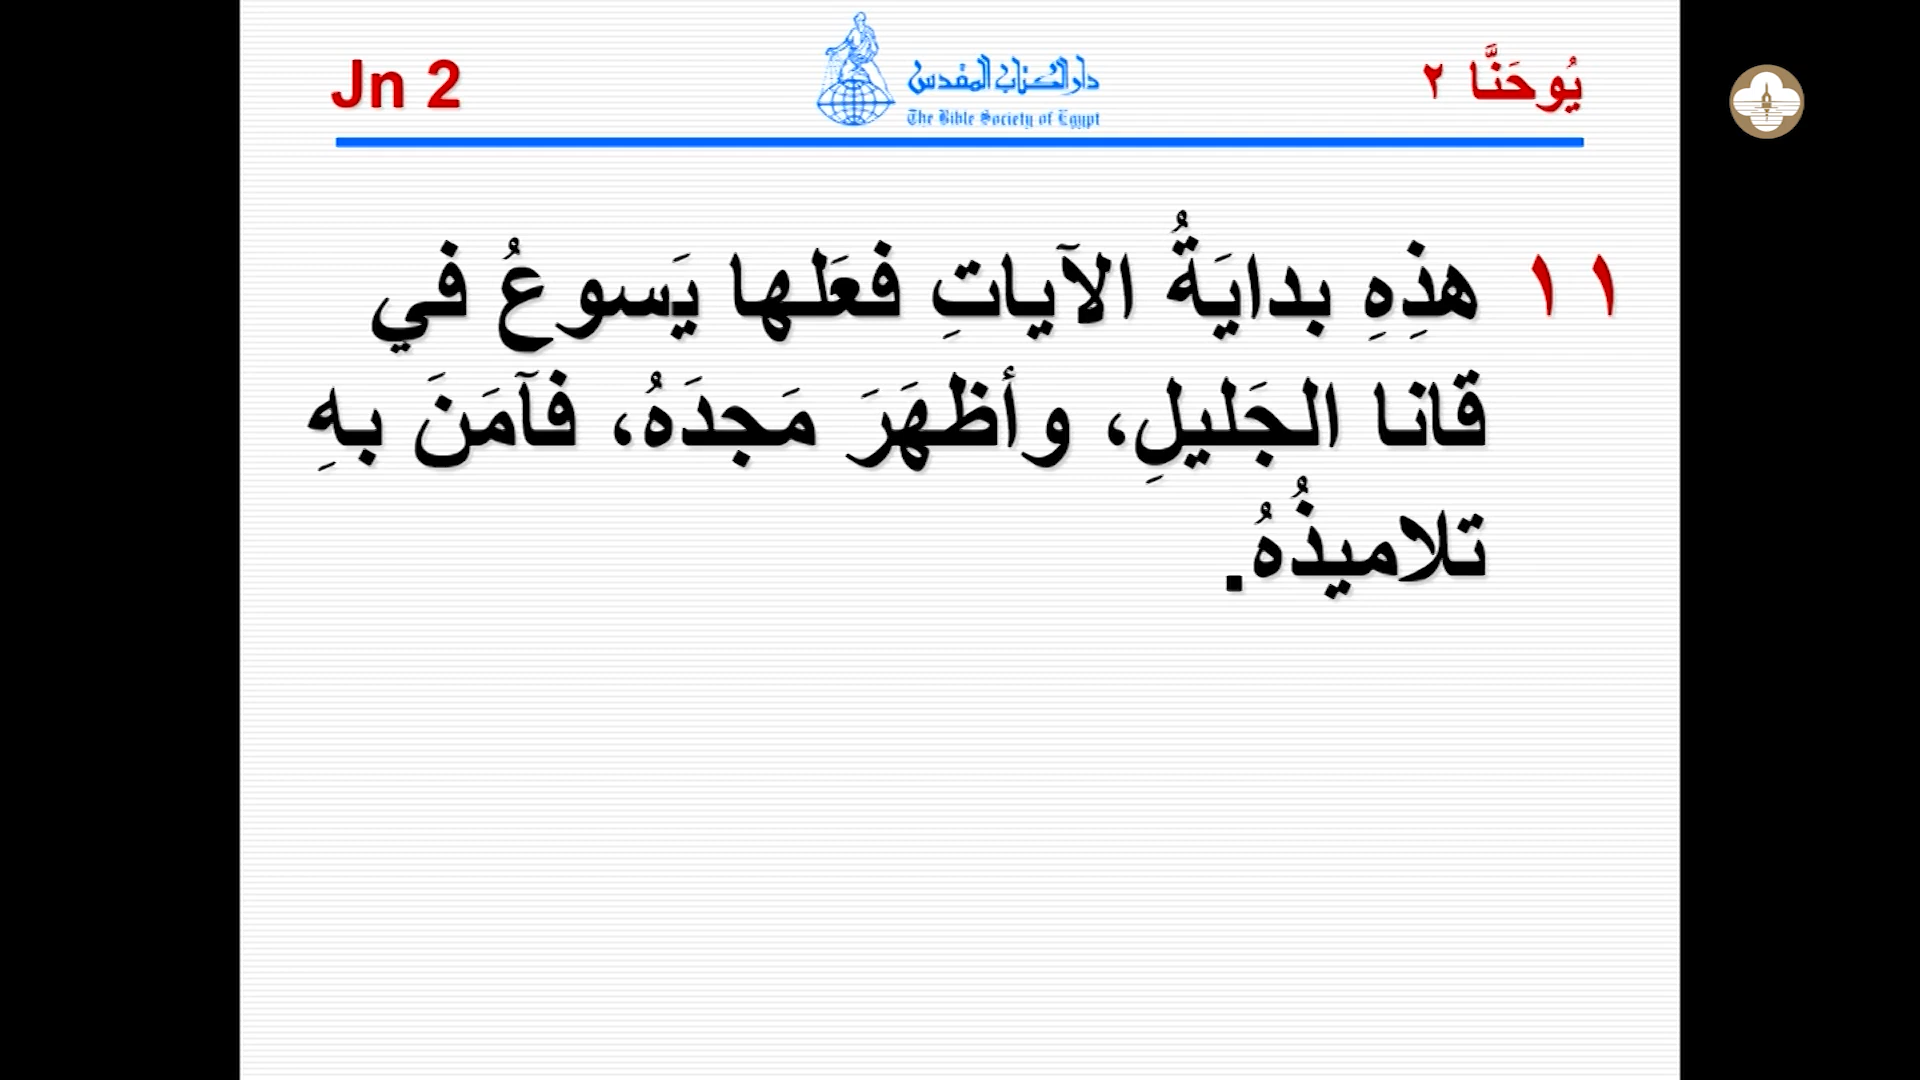 Jn 2
دار الكتاب المقدس
The Bible Society of Egypt
يُوحَنَّا ٢
١١ هذِهِ بدايَةُ الآياتِ فعَلها يَسوعُ في
قانا الجَليلِ، وأظهَرَ مَجدَهُ، فآمَنَ بهِ
تلاميذُهُ.